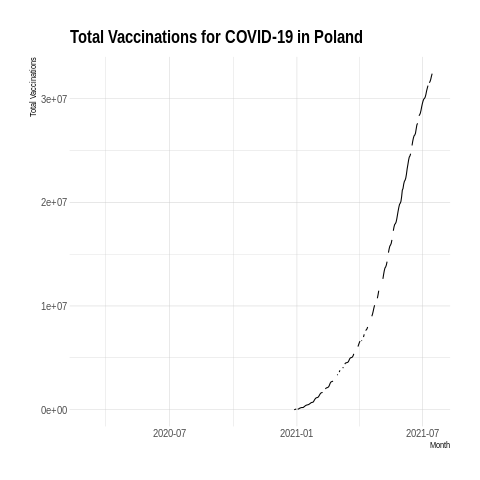 Total Vaccinations for COVID-19 in Poland
Total Vaccinations
3e+07
2e+07
1e+07
0e+00
2020-07 2021-01 2021-07
Month